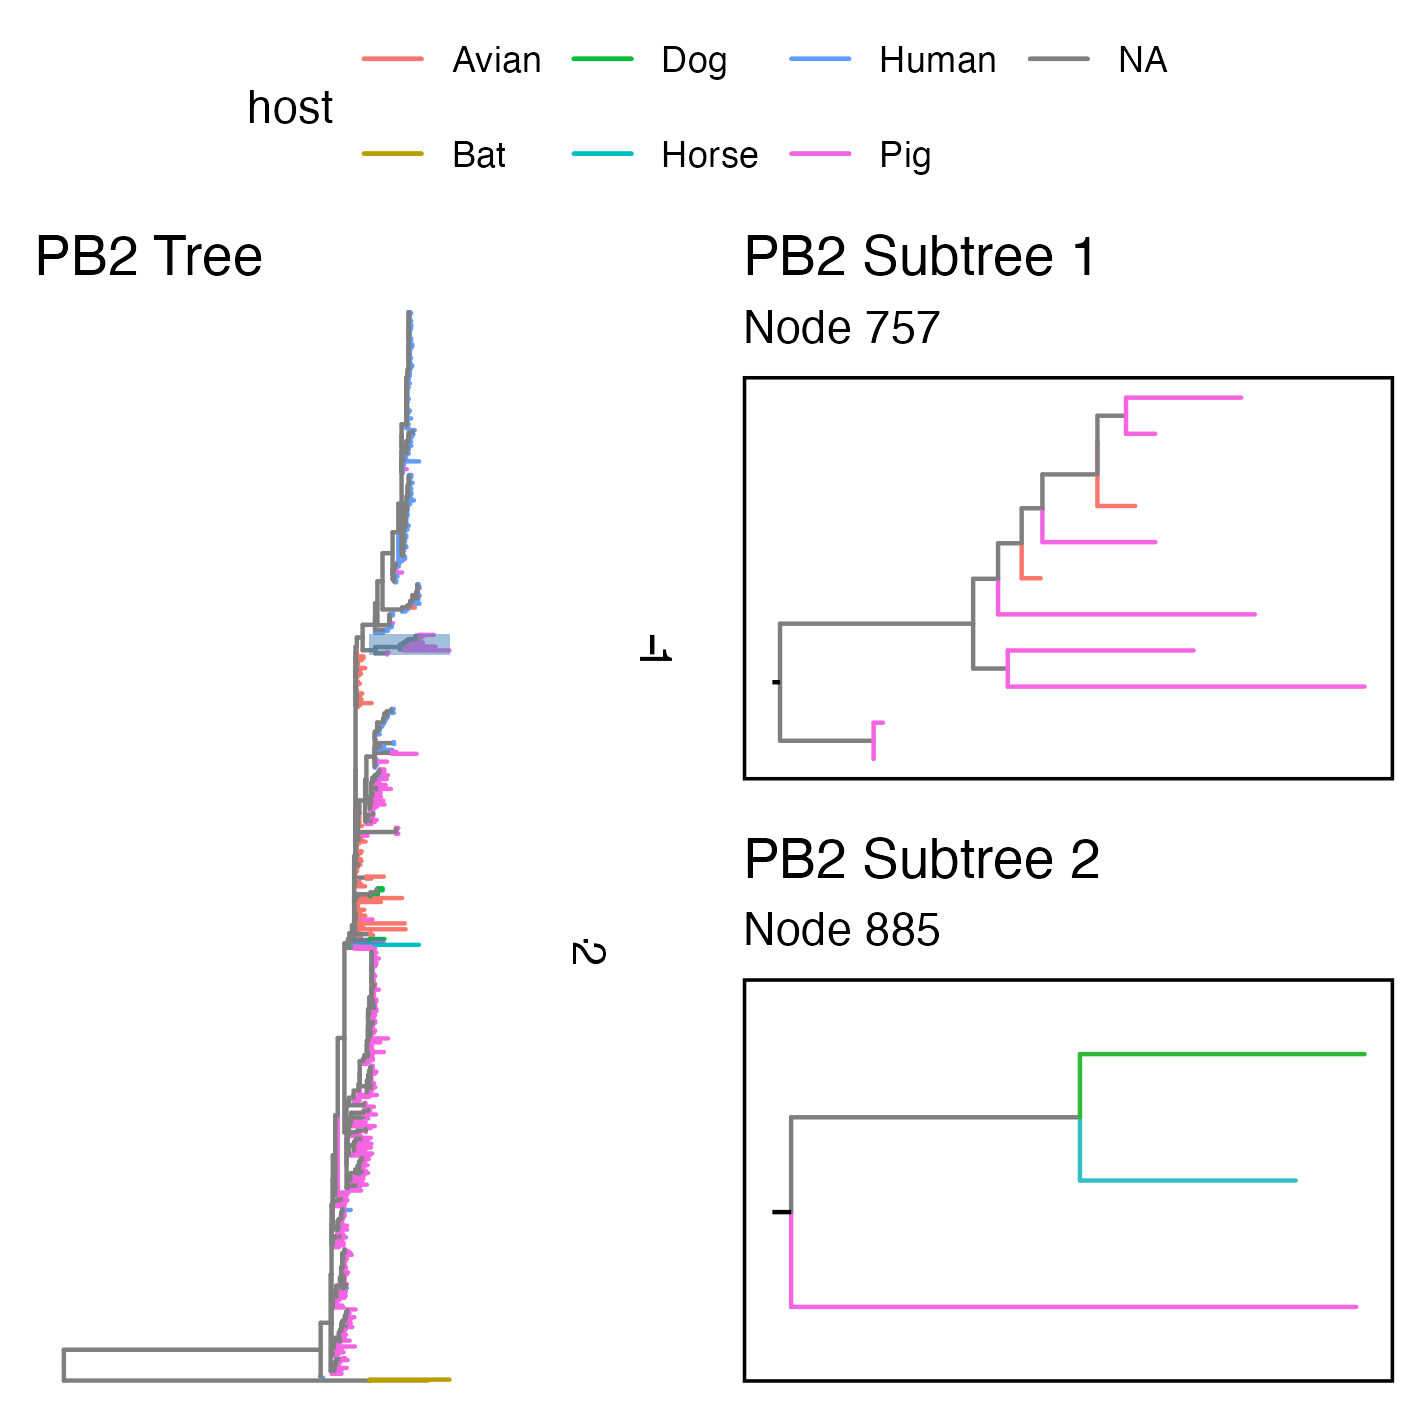 host
Avian
Dog
Human
NA
Bat
Horse
Pig
PB2 Tree
PB2 Subtree 1
Node 757
1
2
PB2 Subtree 2
Node 885